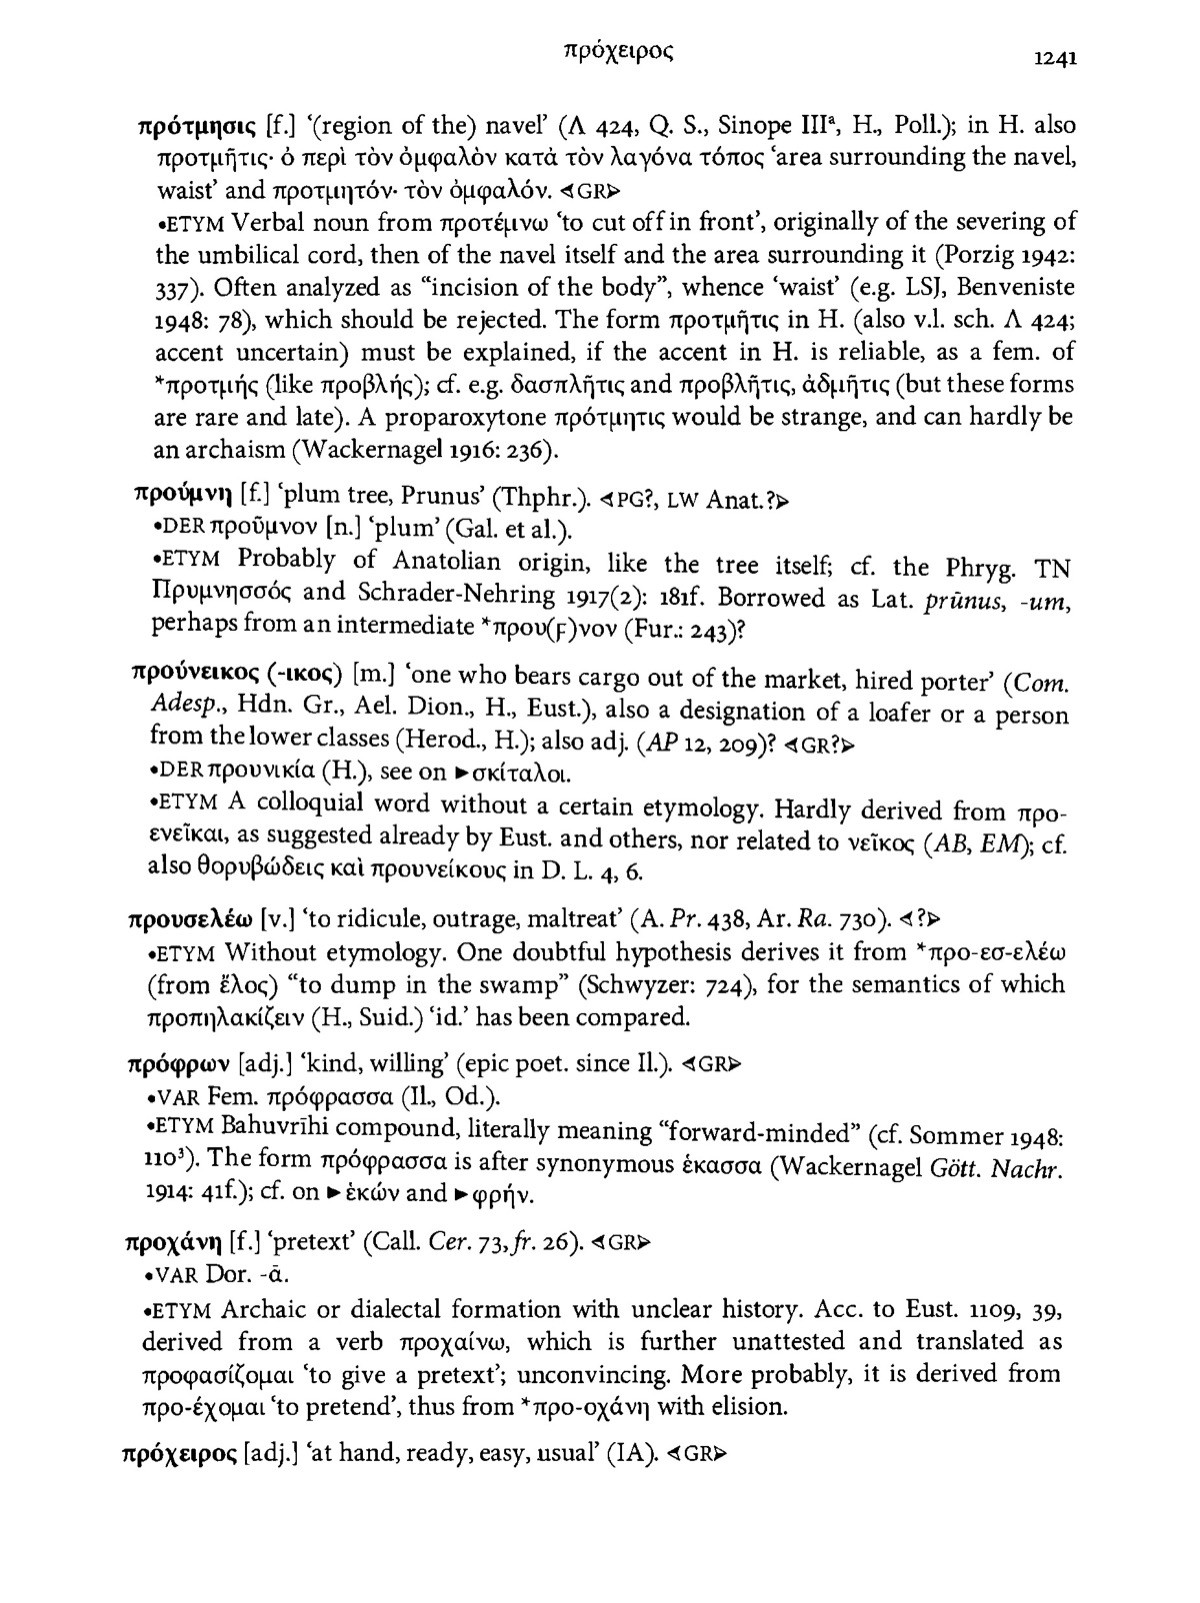 πρόχειρος
1241
πρότμησις [f.] ‘(region of the) navel’ (Λ 424, Q. S., Sinope IIIª, H., Poll.); in H. also
προτμῆτις· ὁ περὶ τὸν ὀμφαλὸν κατὰ τὸν λαγόνα τόπος ‘area surrounding the navel,
waist’ and προτμητόν· τὸν ὀμφαλόν. ⋖GR⋗
•ETYM Verbal noun from προτέμνω ‘to cut off in front’, originally of the severing of
the umbilical cord, then of the navel itself and the area surrounding it (Porzig 1942:
337). Often analyzed as “incision of the body”, whence ‘waist’ (e.g. LSJ, Benveniste
1948: 78), which should be rejected. The form προτμῆτις in H. (also v.l. sch. Λ 424;
accent uncertain) must be explained, if the accent in H. is reliable, as a fem. of
*προτμής (like προβλής); cf. e.g. δασπλῆτις and προβλῆτις, ἀδμῆτις (but these forms
are rare and late). A proparoxytone πρότμητις would be strange, and can hardly be
an archaism (Wackernagel 1916: 236).
προύμνη [f.] ‘plum tree, Prunus’ (Thphr.). ⋖PG?, LW Anat.?⋗
•DER προῦμνον [n.] ‘plum’ (Gal. et al.).
•ETYM Probably of Anatolian origin, like the tree itself; cf. the Phryg. TN
Πρυμνησσός and Schrader-Nehring 1917(2): 181f. Borrowed as Lat. prūnus, -um,
perhaps from an intermediate *πρου(ϝ)νον (Fur.: 243)?
προύνεικος (-ικος) [m.] ‘one who bears cargo out of the market, hired porter’ (Com.
Adesp., Hdn. Gr., Ael. Dion., H., Eust.), also a designation of a loafer or a person
from the lower classes (Herod., H.); also adj. (AP 12, 209)? ⋖GR?⋗
•DER προυνικία (H.), see on ►σκίταλοι.
•ETYM A colloquial word without a certain etymology. Hardly derived from προ-
ενεῖκαι, as suggested already by Eust. and others, nor related to νεῖκος (AB, EM); cf.
also θορυβώδεις καὶ προυνείκους in D. L. 4, 6.
προυσελέω [v.] ‘to ridicule, outrage, maltreat’ (A. Pr. 438, Ar. Ra. 730). ⋖?⋗
•ETYM Without etymology. One doubtful hypothesis derives it from *προ-εσ-ελέω
(from ἕλος) “to dump in the swamp” (Schwyzer: 724), for the semantics of which
προπηλακίζειν (H., Suid.) ‘id.’ has been compared.
πρόφρων [adj.] ‘kind, willing’ (epic poet. since Il.). ⋖GR⋗
•VAR Fem. πρόφρασσα (Il., Od.).
•ETYM Bahuvrīhi compound, literally meaning “forward-minded” (cf. Sommer 1948:
110³). The form πρόφρασσα is after synonymous ἑκασσα (Wackernagel Gött. Nachr.
1914: 41f.); cf. on ►ἑκών and ►φρήν.
προχάνη [f.] ‘pretext’ (Call. Cer. 73, fr. 26). ⋖GR⋗
•VAR Dor. -ᾱ.
•ETYM Archaic or dialectal formation with unclear history. Acc. to Eust. 1109, 39,
derived from a verb προχαίνω, which is further unattested and translated as
προφασίζομαι ‘to give a pretext’; unconvincing. More probably, it is derived from
προ-έχομαι ‘to pretend’, thus from *προ-οχάνη with elision.
πρόχειρος [adj.] ‘at hand, ready, easy, usual’ (IA). ⋖GR⋗